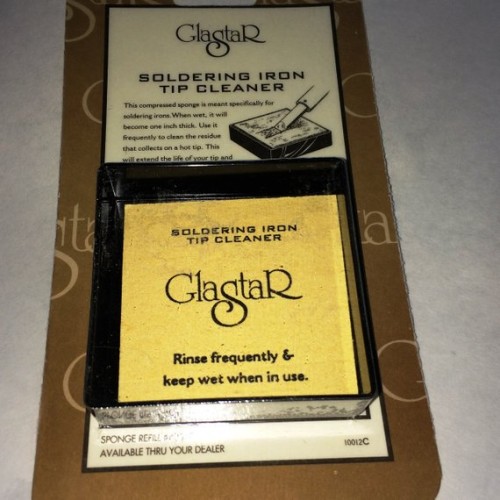 GlaStaR
SOLDERING IRON
TIP CLEANER
This compressed sponge is meant specifically for
soldering irons. When wet, it will
become one inch thick. Use it
frequently to clean the residue
that collects on a hot tip. This
will extend the life of your tip and
SOLDERING IRON
TIP CLEANER
GlaStaR
Rinse frequently &
keep wet when in use.
SPONGE REFILL
AVAILABLE THRU YOUR DEALER
10012C